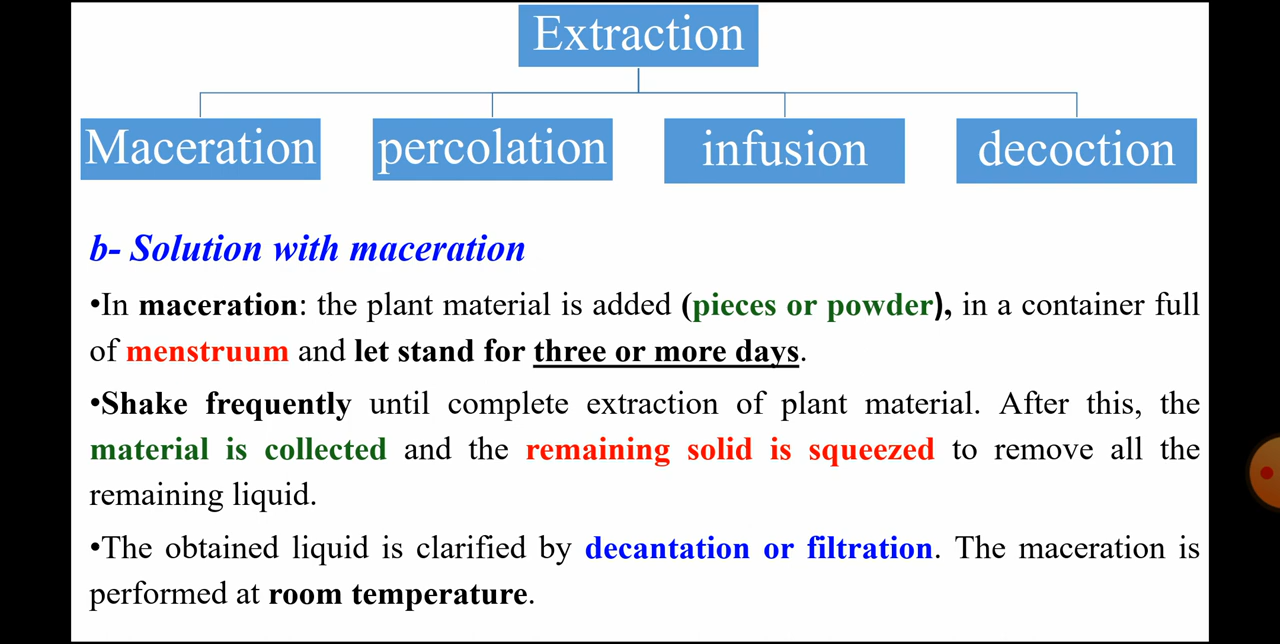 Extraction
Maceration
percolation
infusion
decoction
b- Solution with maceration
•In maceration: the plant material is added (pieces or powder), in a container full
of menstruum and let stand for three or more days.
•Shake frequently until complete extraction of plant material. After this, the
material is collected and the remaining solid is squeezed to remove all the
remaining liquid.
•The obtained liquid is clarified by decantation or filtration. The maceration is
performed at room temperature.